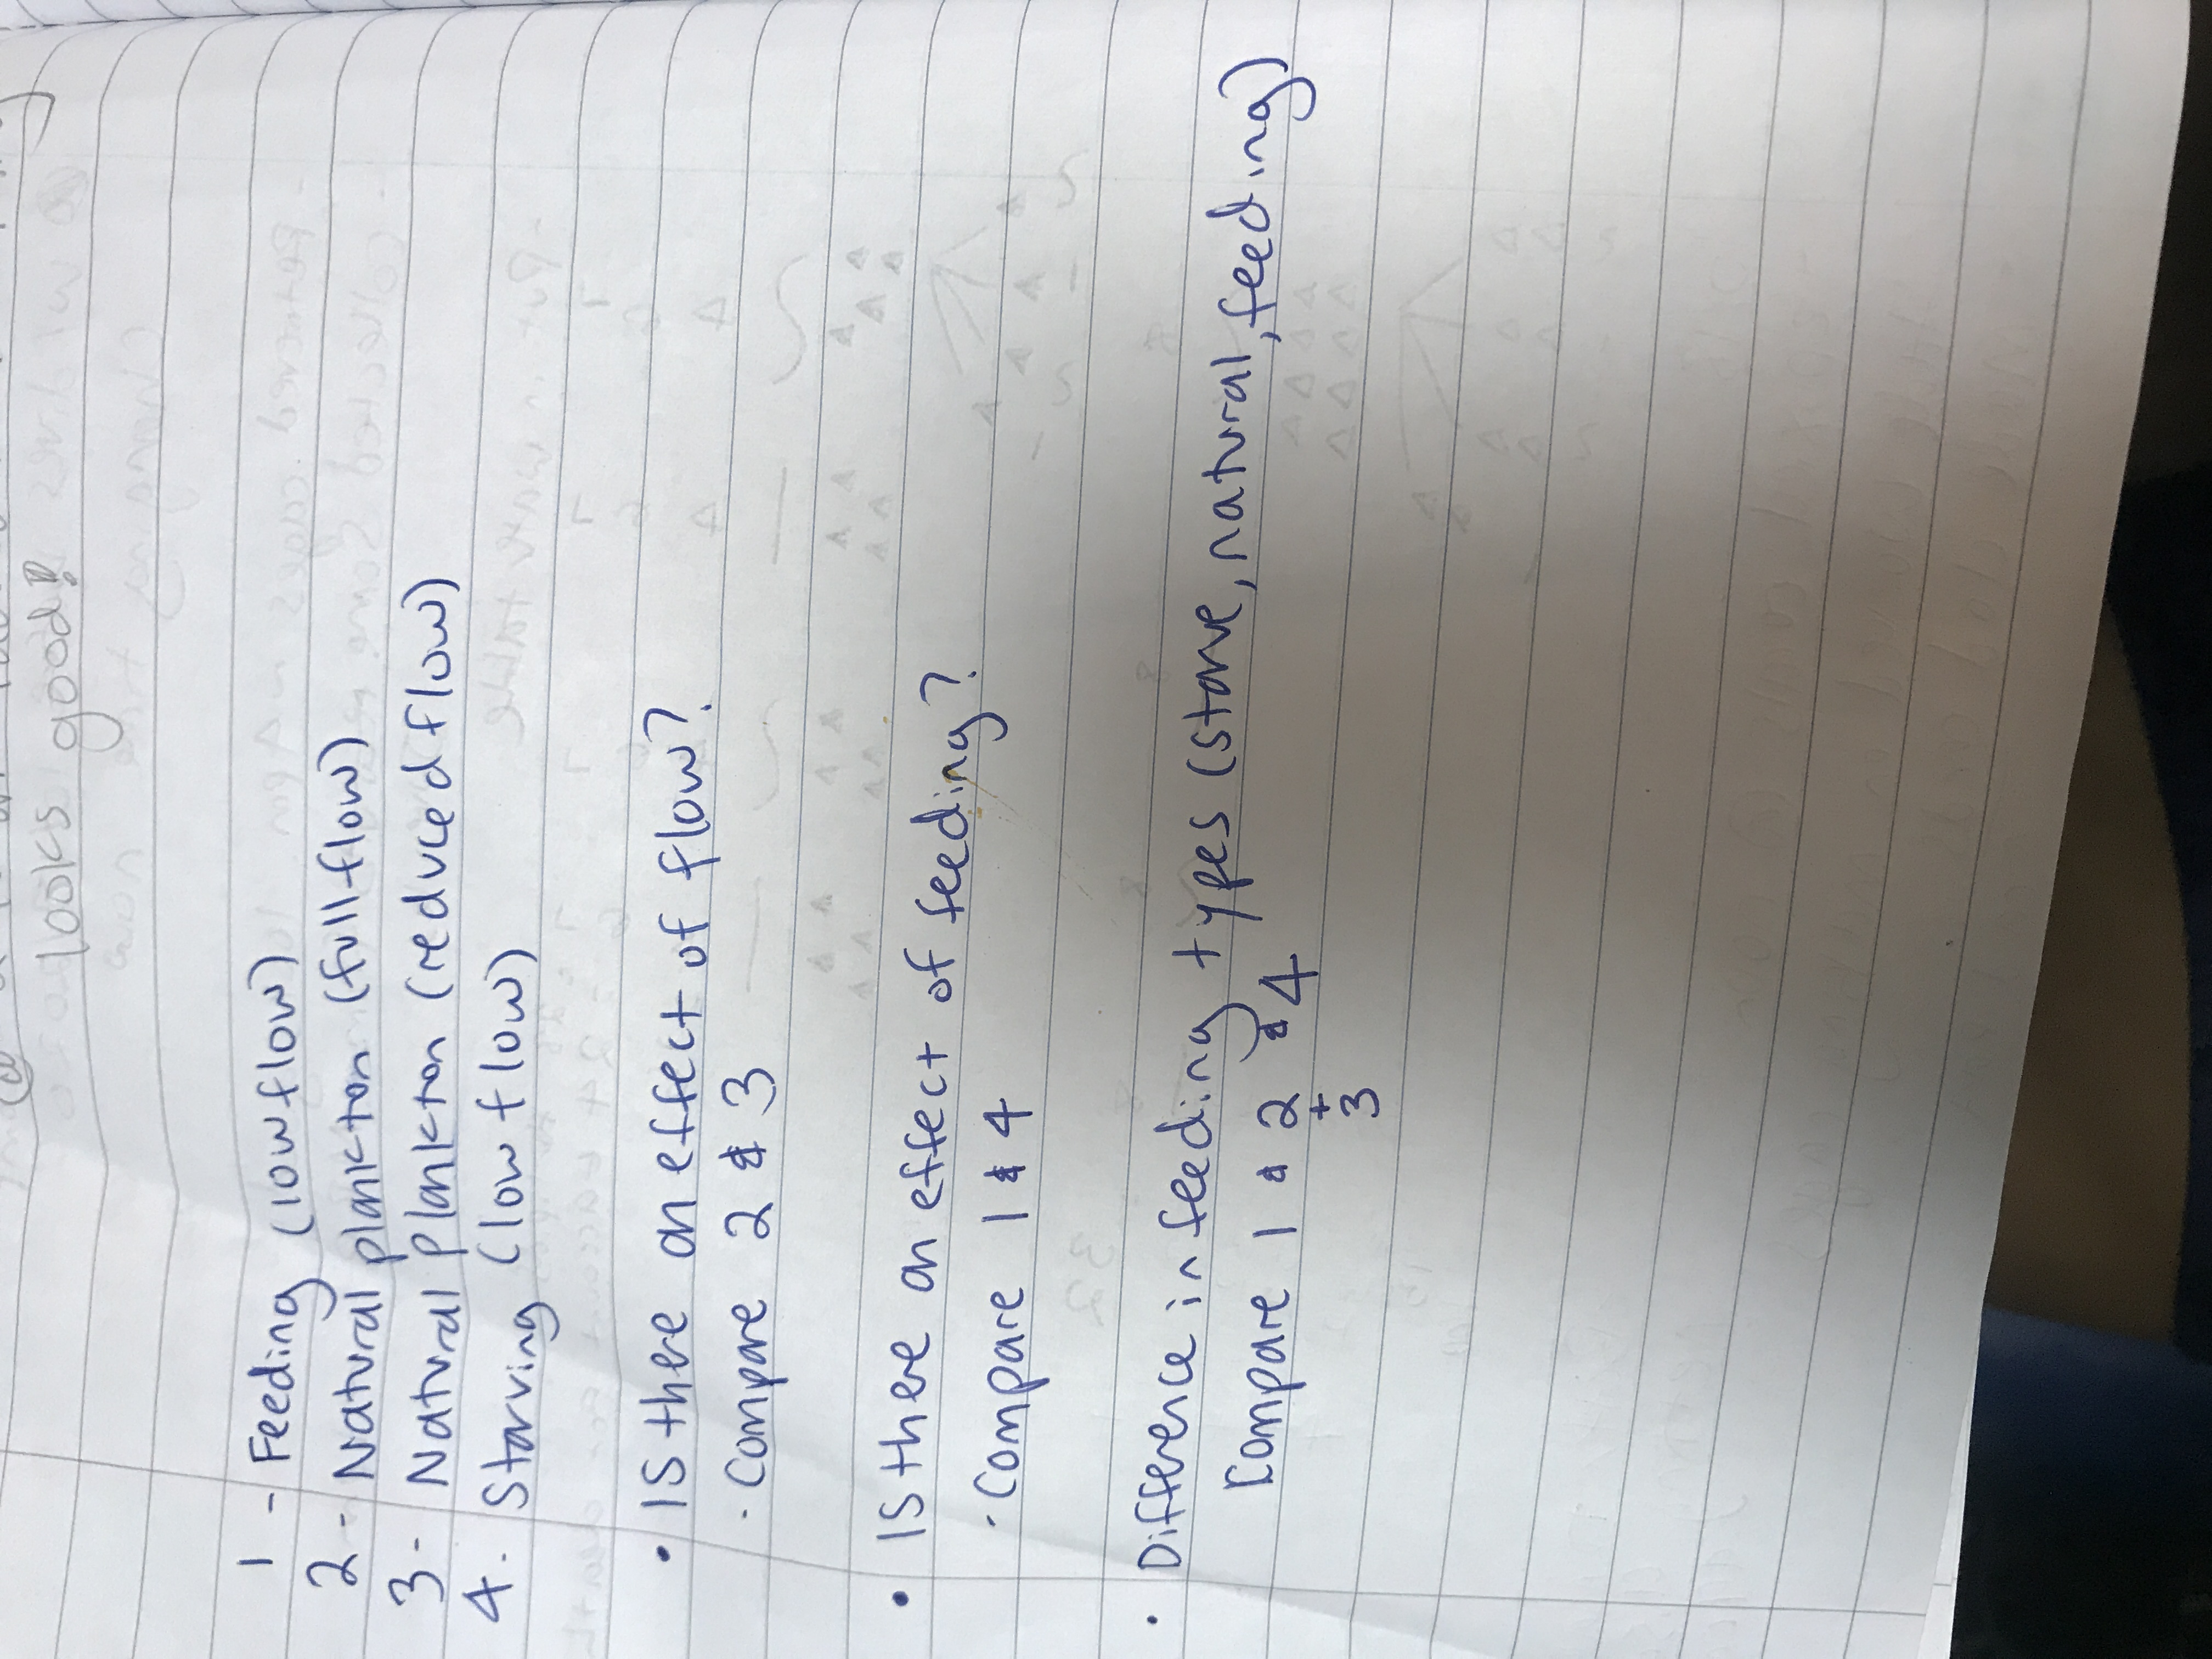 looks good!
1 - Feeding (low flow)
2 - Natural plankton (full flow)
3 - Natural plankton (reduced flow)
4. Starving (low flow)
• Is there an effect of flow?
- Compare 2 & 3
• Is there an effect of feeding?
- Compare 1 & 4
• Difference in feeding types (starve, natural, feeding)
Compare 1 & 2 & 4
+
3